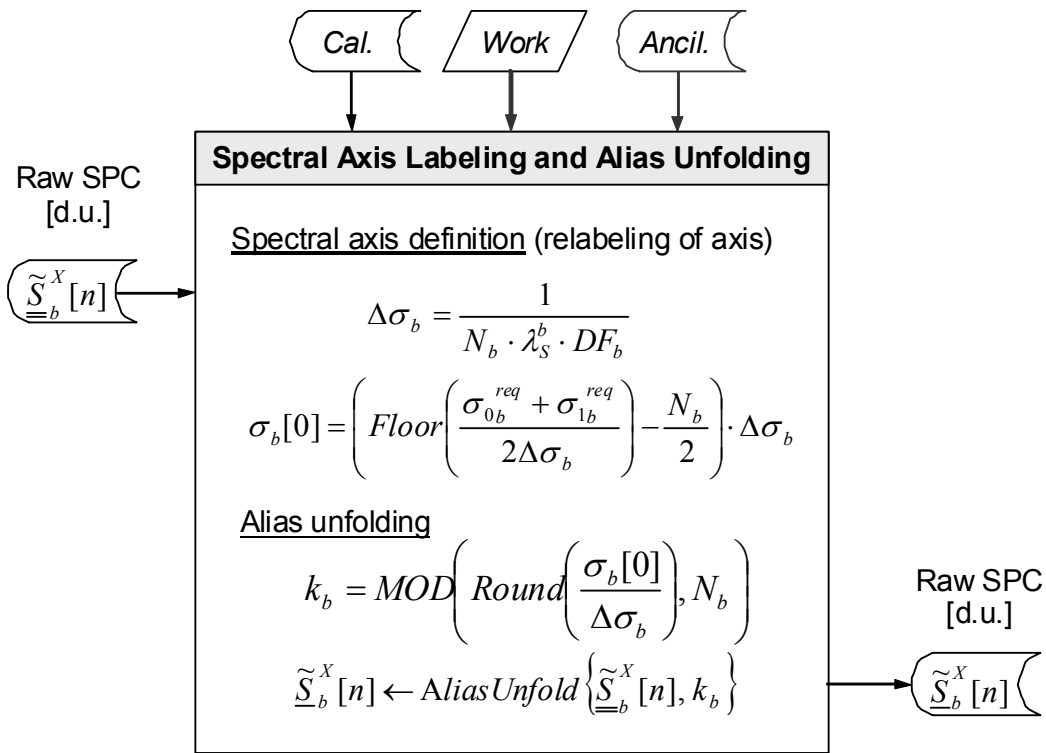 Cal. Work Ancil.
Spectral Axis Labeling and Alias Unfolding
Raw SPC
[d.u.]
S̳̃_b^X[n]
Spectral axis definition (relabeling of axis)
Δσ_b = 1 / (N_b · λ_S^b · DF_b)
σ_b[0] = (Floor((σ_0b^req + σ_1b^req) / 2Δσ_b) − N_b / 2) · Δσ_b
Alias unfolding
k_b = MOD(Round(σ_b[0] / Δσ_b), N_b)
S̲̃_b^X[n] ← AliasUnfold{S̳̃_b^X[n], k_b}
Raw SPC
[d.u.]
S̲̃_b^X[n]